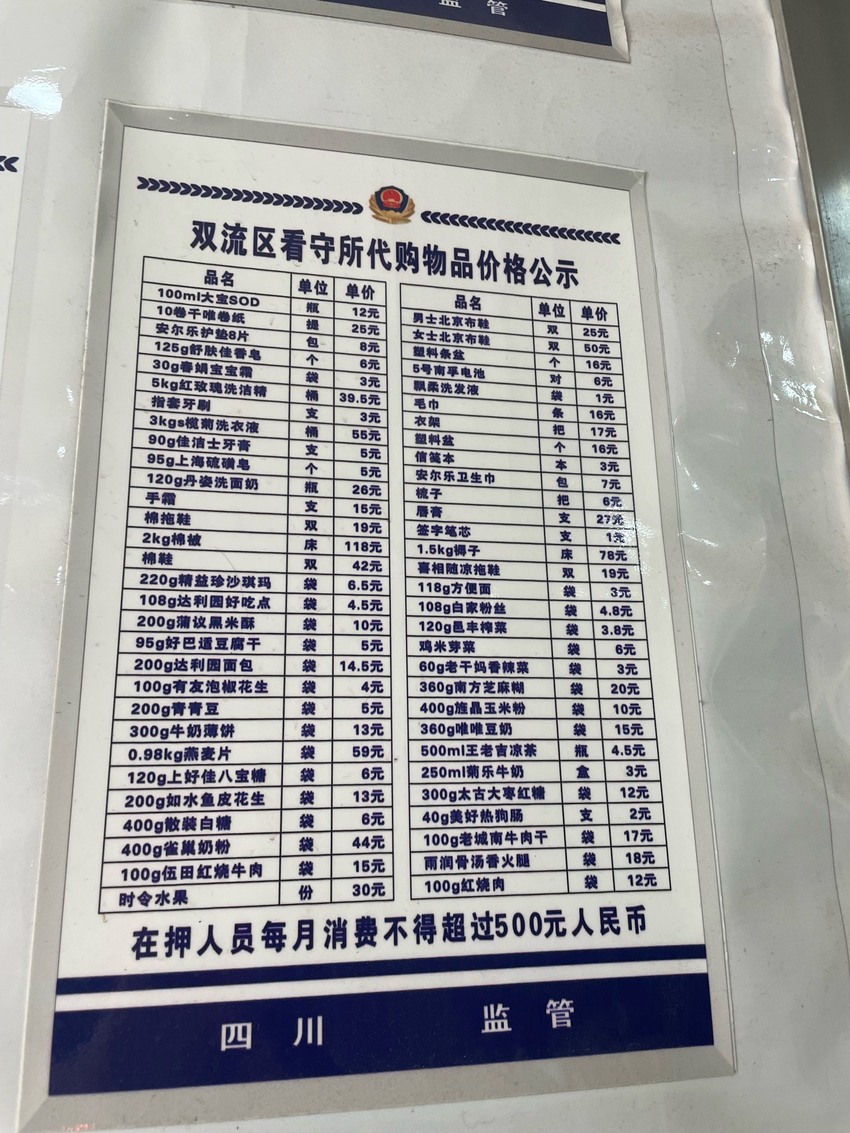 监 管
双流区看守所代购物品价格公示
品名 单位 单价
100ml大宝SOD 瓶 12元
10卷千唯卷纸 提 25元
安尔乐护垫8片 包 8元
125g舒肤佳香皂 个 6元
30g春娟宝宝霜 袋 3元
5kg红玫瑰洗洁精 桶 39.5元
指套牙刷 支 3元
3kgs榄菊洗衣液 桶 55元
90g佳洁士牙膏 支 5元
95g上海硫磺皂 个 5元
120g丹姿洗面奶 瓶 26元
手霜 支 15元
棉拖鞋 双 19元
2kg棉被 床 118元
棉鞋 双 42元
220g精益珍沙琪玛 袋 6.5元
108g达利园好吃点 袋 4.5元
200g蒲议黑米酥 袋 10元
95g好巴适豆腐干 袋 5元
200g达利园面包 袋 14.5元
100g有友泡椒花生 袋 4元
200g青青豆 袋 5元
300g牛奶薄饼 袋 13元
0.98kg燕麦片 袋 59元
120g上好佳八宝糖 袋 6元
200g如水鱼皮花生 袋 13元
400g散装白糖 袋 6元
400g雀巢奶粉 袋 44元
100g伍田红烧牛肉 袋 15元
时令水果 份 30元
品名 单位 单价
男士北京布鞋 双 25元
女士北京布鞋 双 50元
塑料条盆 个 16元
5号南孚电池 对 6元
飘柔洗发液 袋 1元
毛巾 条 16元
衣架 把 17元
塑料盆 个 16元
信笺本 本 3元
安尔乐卫生巾 包 7元
梳子 把 6元
唇膏 支 27元
签字笔芯 支 1元
1.5kg褥子 床 78元
喜相随凉拖鞋 双 19元
118g方便面 袋 3元
108g白家粉丝 袋 4.8元
120g邑丰榨菜 袋 3.8元
鸡米芽菜 袋 6元
60g老干妈香辣菜 袋 3元
360g南方芝麻糊 袋 20元
400g旌晶玉米粉 袋 10元
360g唯唯豆奶 袋 15元
500ml王老吉凉茶 瓶 4.5元
250ml菊乐牛奶 盒 3元
300g太古大枣红糖 袋 12元
40g美好热狗肠 支 2元
100g老城南牛肉干 袋 17元
雨润骨汤香火腿 袋 18元
100g红烧肉 袋 12元
在押人员每月消费不得超过500元人民币
四 川 监 管